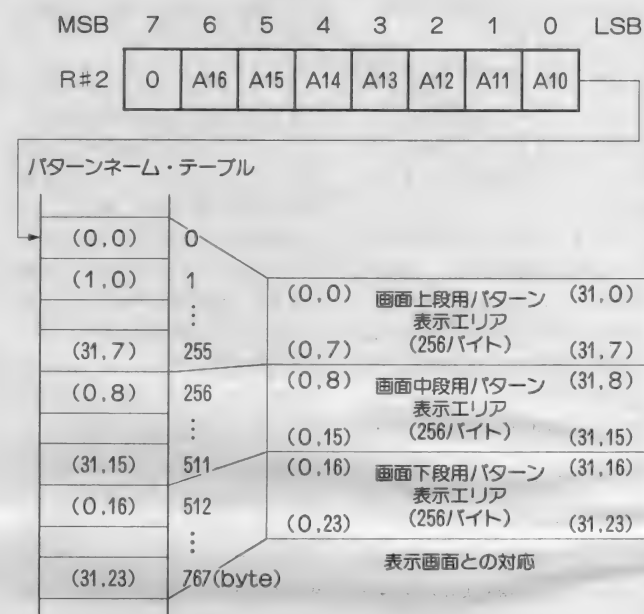 MSB 7 6 5 4 3 2 1 0 LSB
R#2 0 A16 A15 A14 A13 A12 A11 A10
パターンネーム・テーブル
(0,0) 0
(1,0) 1
⋮
(31,7) 255
(0,8) 256
⋮
(31,15) 511
(0,16) 512
⋮
(31,23) 767(byte)
(0,0) 画面上段用パターン (31,0)
表示エリア
(0,7) (256バイト) (31,7)
(0,8) 画面中段用パターン (31,8)
表示エリア
(0,15) (256バイト) (31,15)
(0,16) 画面下段用パターン (31,16)
表示エリア
(0,23) (256バイト) (31,23)
表示画面との対応